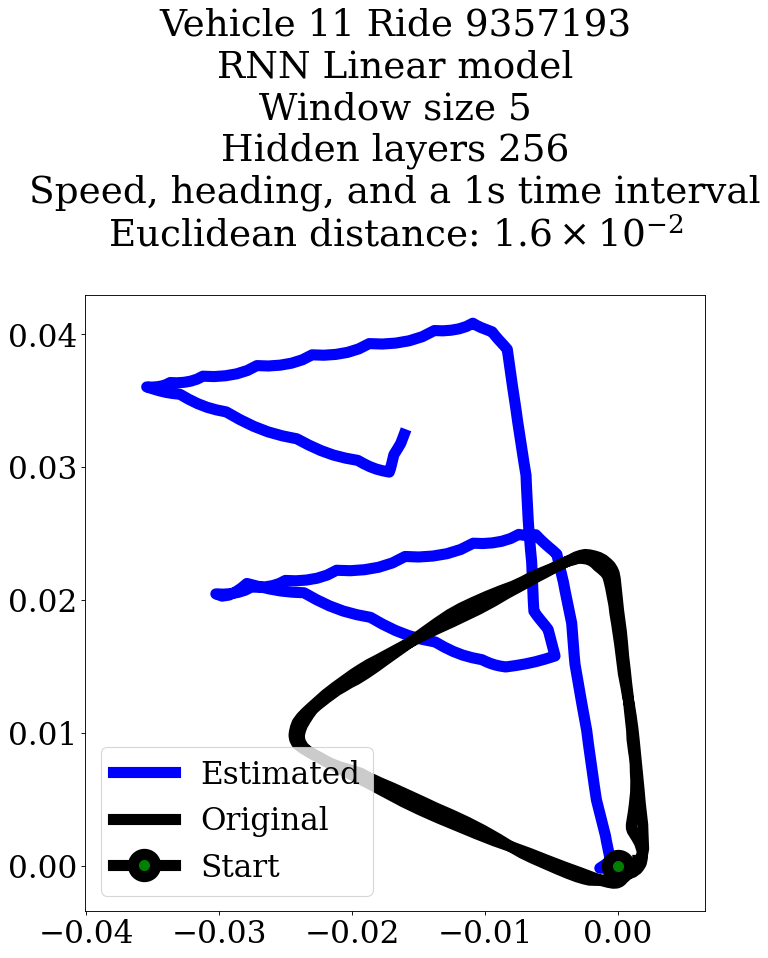 Vehicle 11 Ride 9357193
RNN Linear model
Window size 5
Hidden layers 256
Speed, heading, and a 1s time interval
Euclidean distance: 1.6 × 10⁻²
0.04
0.03
0.02
0.01
0.00
Estimated
Original
Start
−0.04 −0.03 −0.02 −0.01 0.00